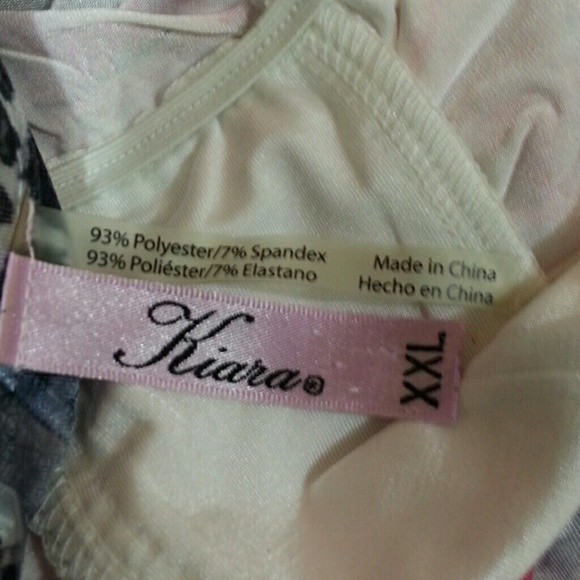 93% Polyester/7% Spandex
93% Poliéster/7% Elastano
Made in China
Hecho en China
Kiara®
XXL